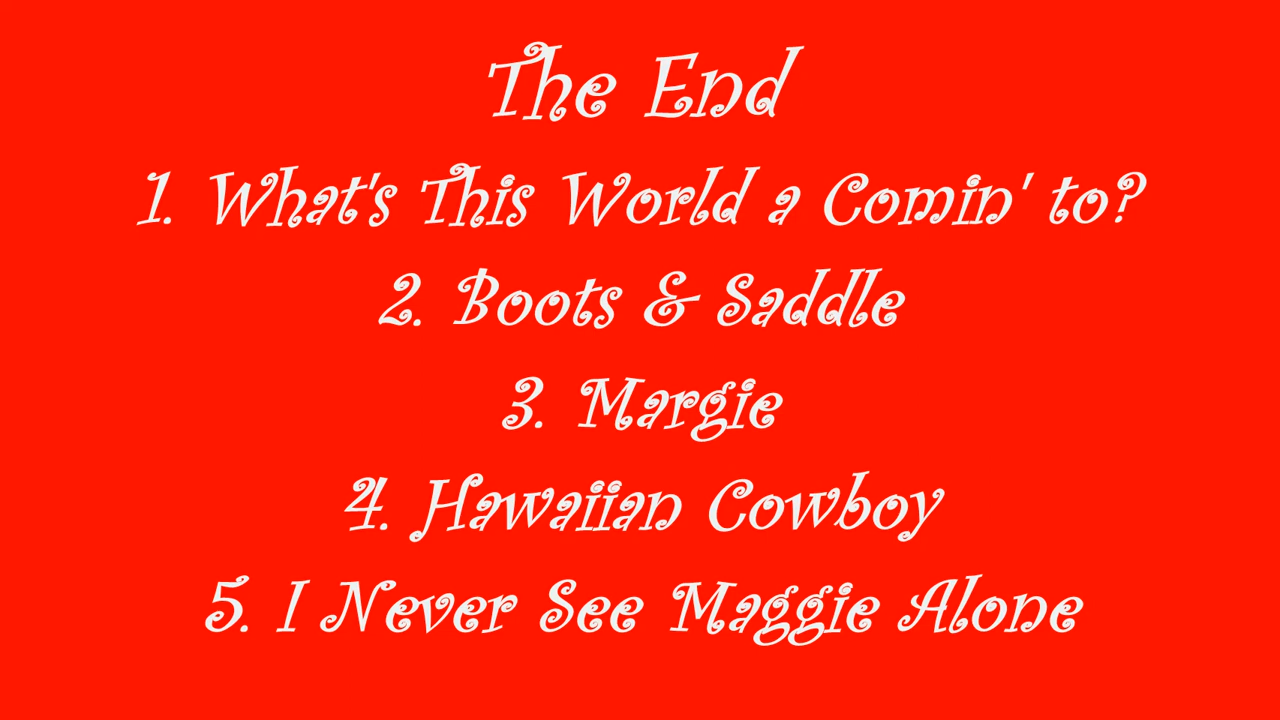 The End
1. What's This World a Comin' to?
2. Boots & Saddle
3. Margie
4. Hawaiian Cowboy
5. I Never See Maggie Alone